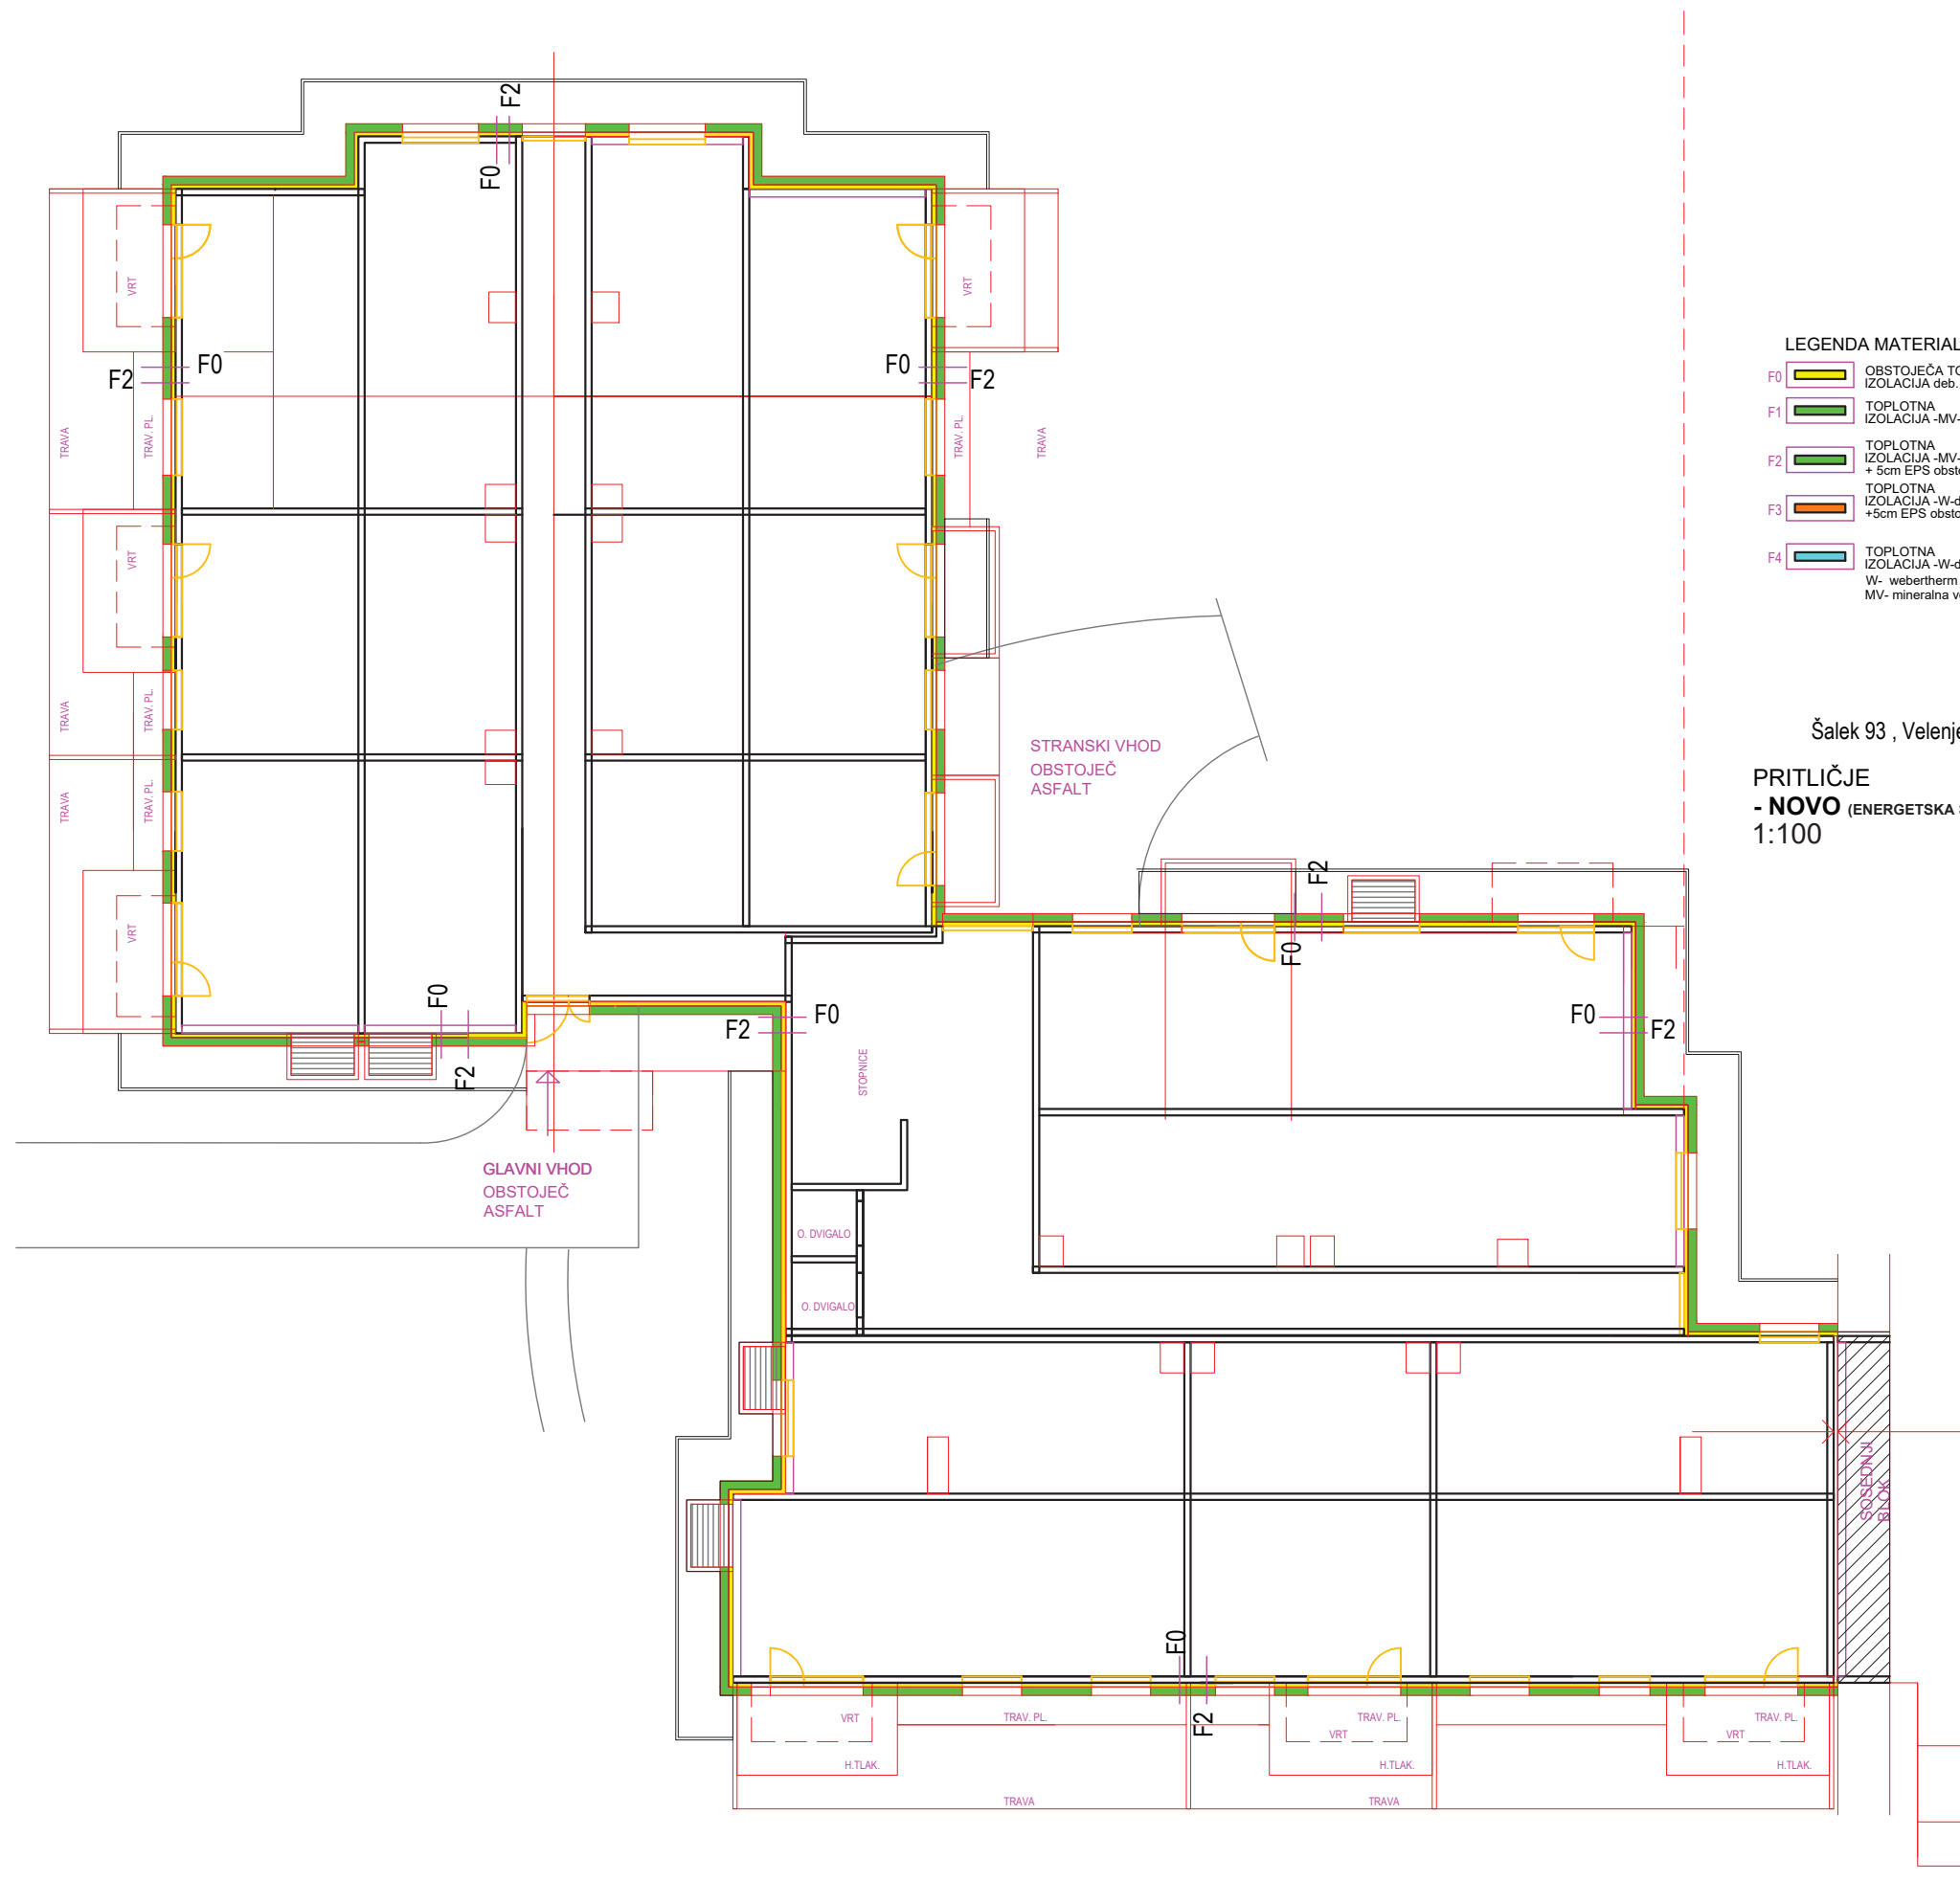 F2
F0
VRT
VRT
F0
F2
F0
F2
TRAVA
TRAV. PL.
TRAV. PL.
TRAVA
LEGENDA MATERIAL
F0
OBSTOJEČA TO
IZOLACIJA deb.
F1
TOPLOTNA
IZOLACIJA -MV-
F2
TOPLOTNA
IZOLACIJA -MV-
+ 5cm EPS obsto
F3
TOPLOTNA
IZOLACIJA -W-d
+5cm EPS obsto
F4
TOPLOTNA
IZOLACIJA -W-d
W- webertherm
MV- mineralna v
VRT
TRAVA
TRAV. PL.
STRANSKI VHOD
OBSTOJEČ
ASFALT
Šalek 93 , Velenje
PRITLIČJE
- NOVO (ENERGETSKA
1:100
TRAVA
TRAV. PL.
VRT
F2
F0
F0
F2
F2
F0
F0
F2
STOPNICE
GLAVNI VHOD
OBSTOJEČ
ASFALT
O. DVIGALO
O. DVIGALO
SOSEDNJI
BLOK
F0
F2
VRT
TRAV. PL.
TRAV. PL.
VRT
TRAV. PL.
VRT
H.TLAK.
H.TLAK.
H.TLAK.
TRAVA
TRAVA